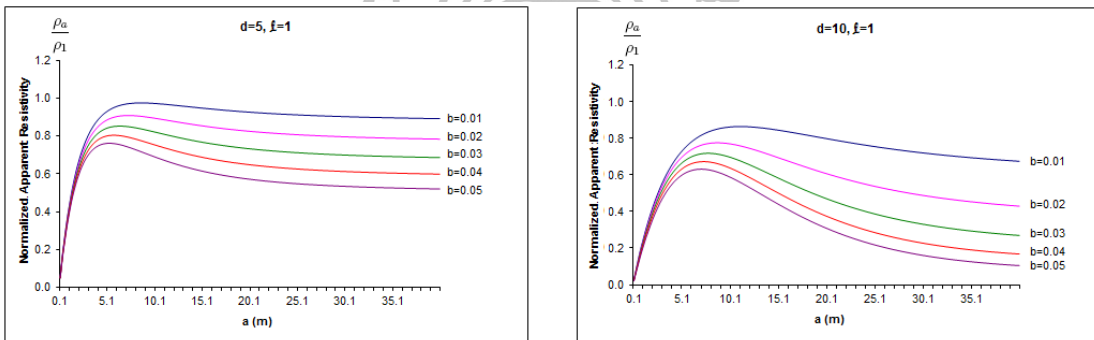 ρa
ρ1
d=5, ℓ=1
Normalized Apparent Resistivity
1.2
1.0
0.8
0.6
0.4
0.2
0.0
b=0.01
b=0.02
b=0.03
b=0.04
b=0.05
0.1 5.1 10.1 15.1 20.1 25.1 30.1 35.1
a (m)
ρa
ρ1
d=10, ℓ=1
Normalized Apparent Resistivity
1.2
1.0
0.8
0.6
0.4
0.2
0.0
b=0.01
b=0.02
b=0.03
b=0.04
b=0.05
0.1 5.1 10.1 15.1 20.1 25.1 30.1 35.1
a (m)